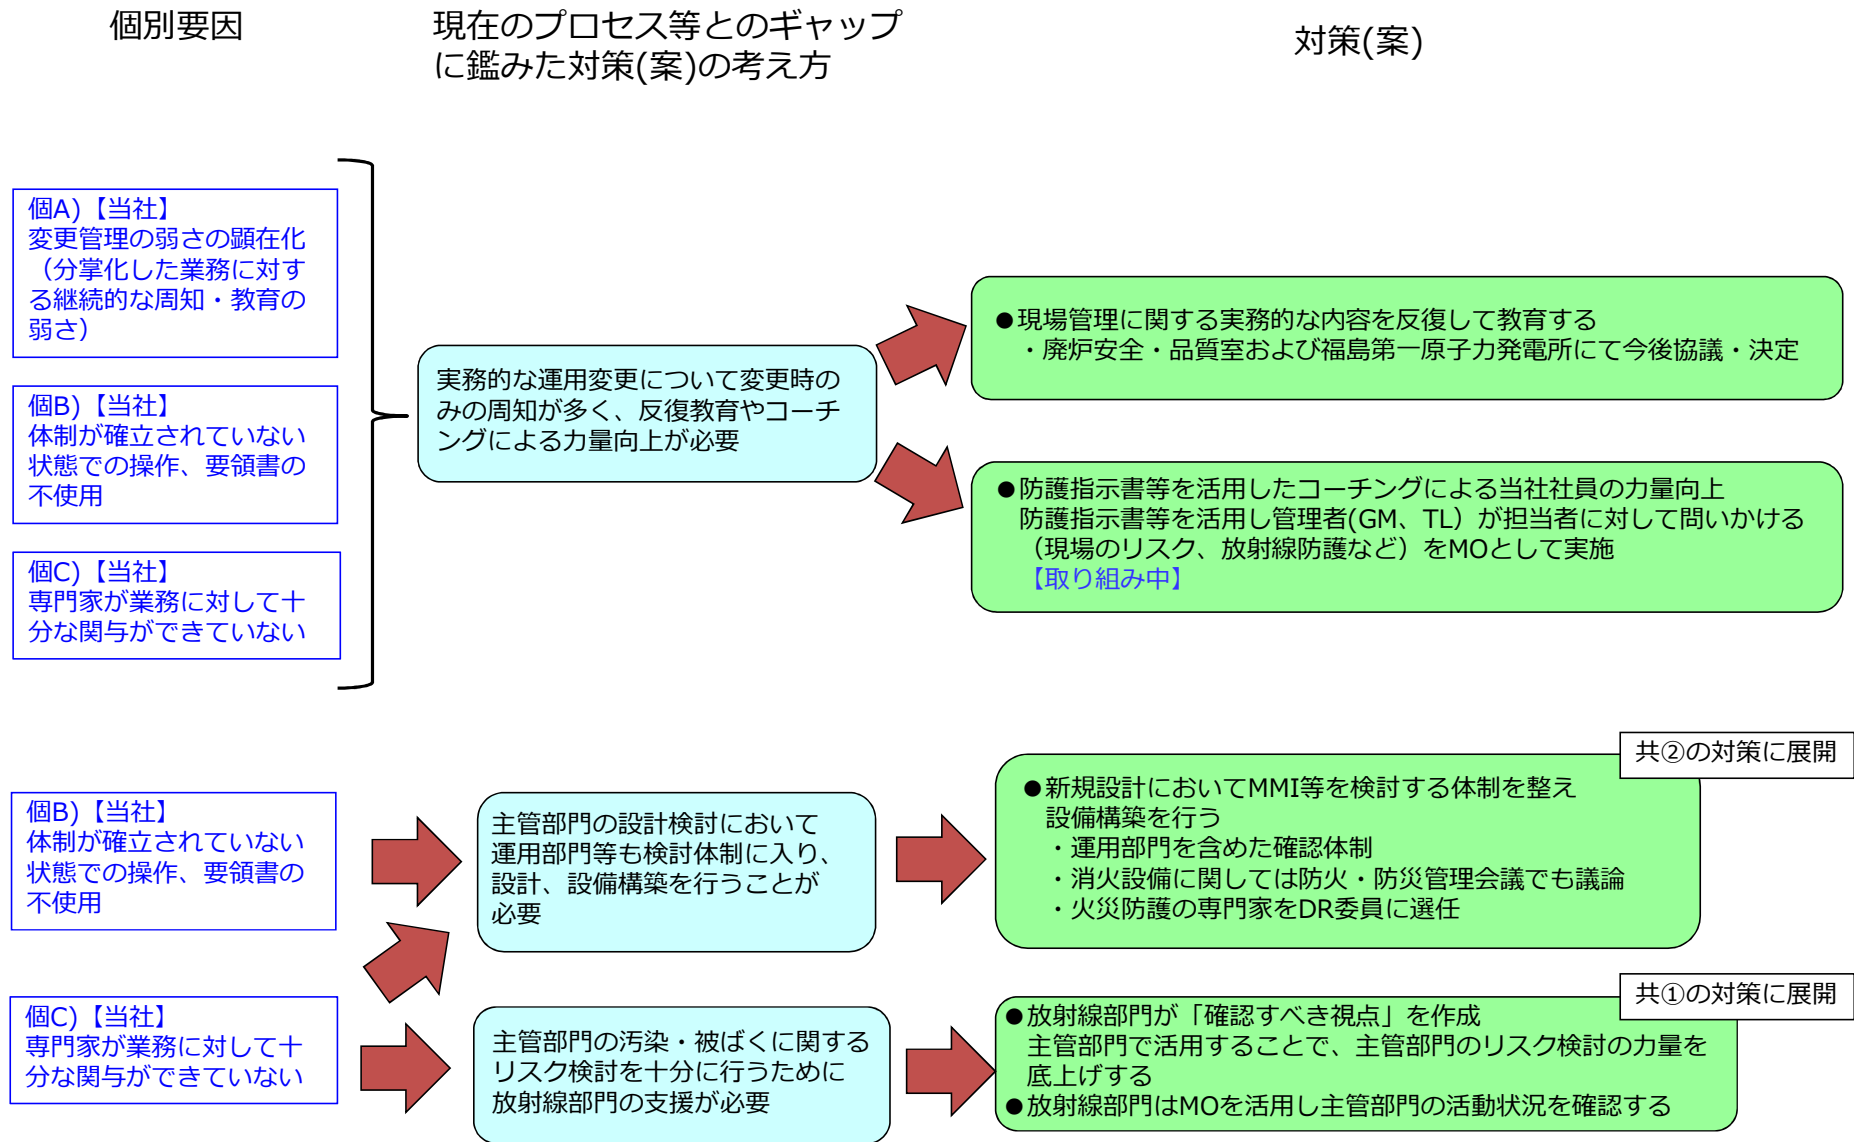 個別要因
現在のプロセス等とのギャップ
に鑑みた対策(案)の考え方
対策(案)
個A)【当社】
変更管理の弱さの顕在化
（分掌化した業務に対す
る継続的な周知・教育の
弱さ）
個B)【当社】
体制が確立されていない
状態での操作、要領書の
不使用
個C)【当社】
専門家が業務に対して十
分な関与ができていない
実務的な運用変更について変更時の
みの周知が多く、反復教育やコーチ
ングによる力量向上が必要
●現場管理に関する実務的な内容を反復して教育する
・廃炉安全・品質室および福島第一原子力発電所にて今後協議・決定
●防護指示書等を活用したコーチングによる当社社員の力量向上
防護指示書等を活用し管理者(GM、TL）が担当者に対して問いかける
（現場のリスク、放射線防護など）をMOとして実施
【取り組み中】
個B)【当社】
体制が確立されていない
状態での操作、要領書の
不使用
主管部門の設計検討において
運用部門等も検討体制に入り、
設計、設備構築を行うことが
必要
共②の対策に展開
●新規設計においてMMI等を検討する体制を整え
設備構築を行う
・運用部門を含めた確認体制
・消火設備に関しては防火・防災管理会議でも議論
・火災防護の専門家をDR委員に選任
個C)【当社】
専門家が業務に対して十
分な関与ができていない
主管部門の汚染・被ばくに関する
リスク検討を十分に行うために
放射線部門の支援が必要
共①の対策に展開
●放射線部門が「確認すべき視点」を作成
主管部門で活用することで、主管部門のリスク検討の力量を
底上げする
●放射線部門はMOを活用し主管部門の活動状況を確認する